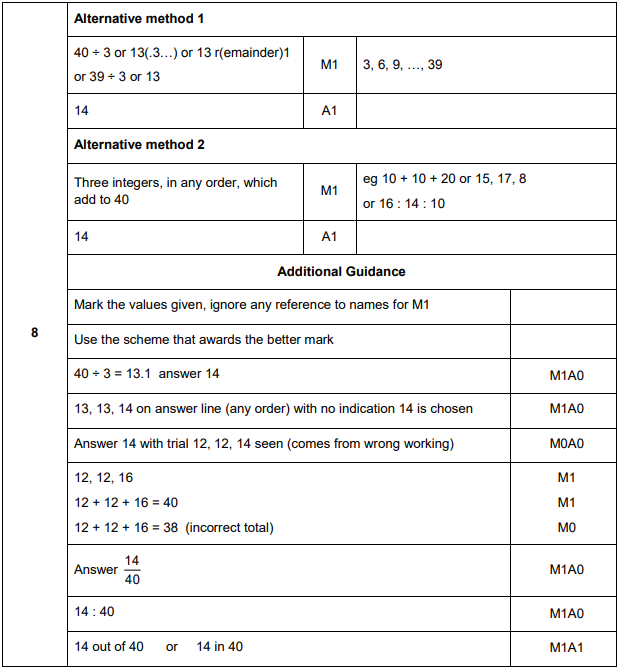 Alternative method 1
40 ÷ 3 or 13(.3…) or 13 r(emainder)1
or 39 ÷ 3 or 13
M1
3, 6, 9, …, 39
14
A1
Alternative method 2
Three integers, in any order, which
add to 40
M1
eg 10 + 10 + 20 or 15, 17, 8
or 16 : 14 : 10
14
A1
Additional Guidance
8
Mark the values given, ignore any reference to names for M1
Use the scheme that awards the better mark
40 ÷ 3 = 13.1 answer 14
M1A0
13, 13, 14 on answer line (any order) with no indication 14 is chosen
M1A0
Answer 14 with trial 12, 12, 14 seen (comes from wrong working)
M0A0
12, 12, 16
M1
12 + 12 + 16 = 40
M1
12 + 12 + 16 = 38 (incorrect total)
M0
Answer 14/40
M1A0
14 : 40
M1A0
14 out of 40 or 14 in 40
M1A1